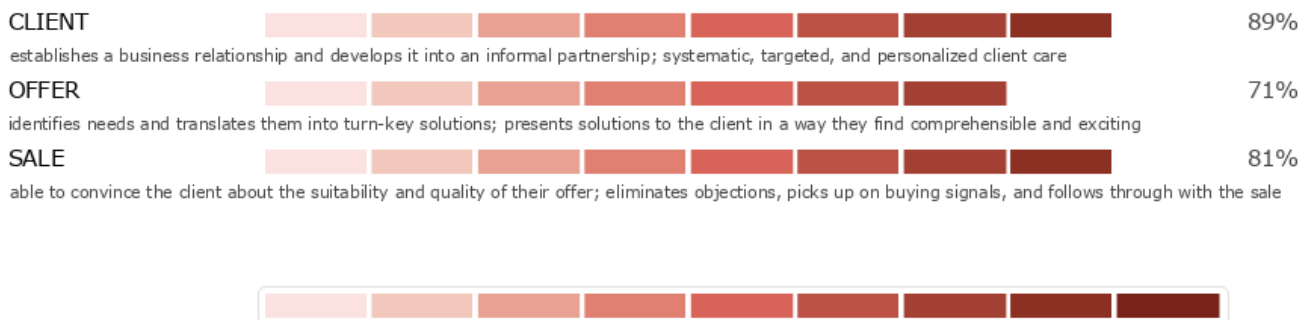 CLIENT 89%
establishes a business relationship and develops it into an informal partnership; systematic, targeted, and personalized client care
OFFER 71%
identifies needs and translates them into turn-key solutions; presents solutions to the client in a way they find comprehensible and exciting
SALE 81%
able to convince the client about the suitability and quality of their offer; eliminates objections, picks up on buying signals, and follows through with the sale